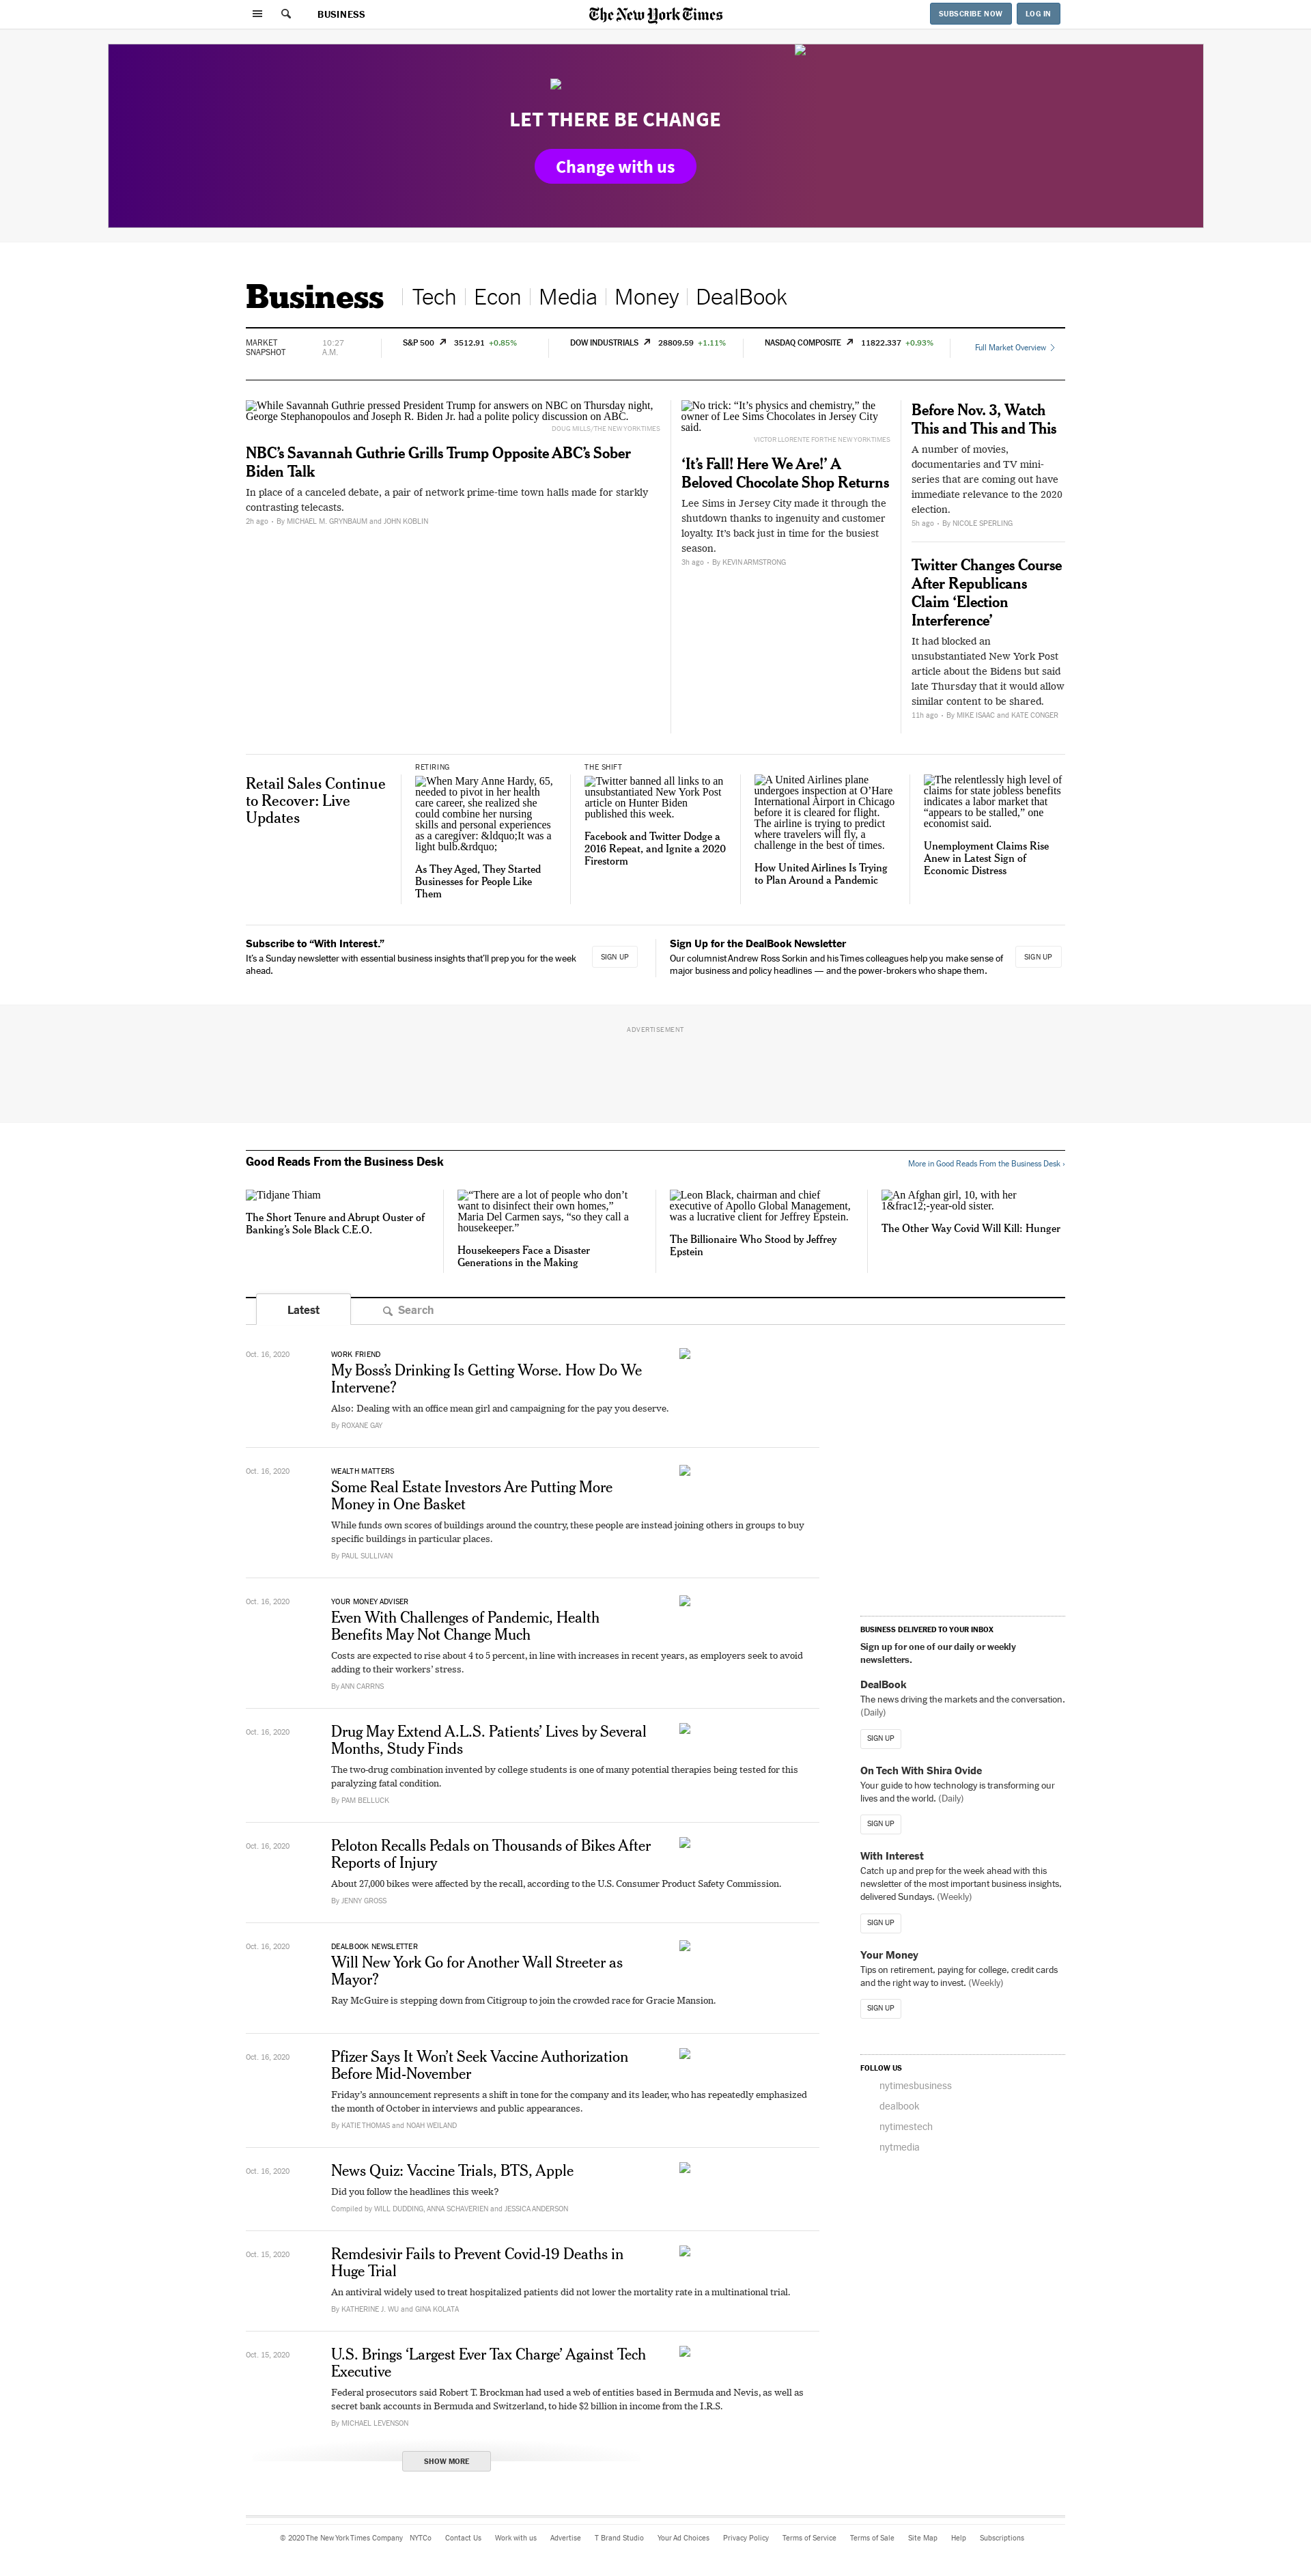 BUSINESS
The New York Times
SUBSCRIBE NOW
LOG IN
LET THERE BE CHANGE
Change with us
Business
Tech
Econ
Media
Money
DealBook
MARKET
SNAPSHOT
10:27
A.M.
S&P 500 3512.91 +0.85%
DOW INDUSTRIALS 28809.59 +1.11%
NASDAQ COMPOSITE 11822.337 +0.93%
Full Market Overview
While Savannah Guthrie pressed President Trump for answers on NBC on Thursday night,
George Stephanopoulos and Joseph R. Biden Jr. had a polite policy discussion on ABC.
DOUG MILLS/THE NEW YORK TIMES
NBC’s Savannah Guthrie Grills Trump Opposite ABC’s Sober
Biden Talk
In place of a canceled debate, a pair of network prime-time town halls made for starkly
contrasting telecasts.
2h ago · By MICHAEL M. GRYNBAUM and JOHN KOBLIN
No trick: “It’s physics and chemistry,” the
owner of Lee Sims Chocolates in Jersey City
said.
VICTOR LLORENTE FOR THE NEW YORK TIMES
‘It’s Fall! Here We Are!’ A
Beloved Chocolate Shop Returns
Lee Sims in Jersey City made it through the
shutdown thanks to ingenuity and customer
loyalty. It’s back just in time for the busiest
season.
3h ago · By KEVIN ARMSTRONG
Before Nov. 3, Watch
This and This and This
A number of movies,
documentaries and TV mini-
series that are coming out have
immediate relevance to the 2020
election.
5h ago · By NICOLE SPERLING
Twitter Changes Course
After Republicans
Claim ‘Election
Interference’
It had blocked an
unsubstantiated New York Post
article about the Bidens but said
late Thursday that it would allow
similar content to be shared.
11h ago · By MIKE ISAAC and KATE CONGER
Retail Sales Continue
to Recover: Live
Updates
RETIRING
When Mary Anne Hardy, 65,
needed to pivot in her health
care career, she realized she
could combine her nursing
skills and personal experiences
as a caregiver: &ldquo;It was a
light bulb.&rdquo;
As They Aged, They Started
Businesses for People Like
Them
THE SHIFT
Twitter banned all links to an
unsubstantiated New York Post
article on Hunter Biden
published this week.
Facebook and Twitter Dodge a
2016 Repeat, and Ignite a 2020
Firestorm
A United Airlines plane
undergoes inspection at O’Hare
International Airport in Chicago
before it is cleared for flight.
The airline is trying to predict
where travelers will fly, a
challenge in the best of times.
How United Airlines Is Trying
to Plan Around a Pandemic
The relentlessly high level of
claims for state jobless benefits
indicates a labor market that
“appears to be stalled,” one
economist said.
Unemployment Claims Rise
Anew in Latest Sign of
Economic Distress
Subscribe to “With Interest.”
It’s a Sunday newsletter with essential business insights that’ll prep you for the week
ahead.
SIGN UP
Sign Up for the DealBook Newsletter
Our columnist Andrew Ross Sorkin and his Times colleagues help you make sense of
major business and policy headlines — and the power-brokers who shape them.
SIGN UP
ADVERTISEMENT
Good Reads From the Business Desk
More in Good Reads From the Business Desk ›
Tidjane Thiam
The Short Tenure and Abrupt Ouster of
Banking’s Sole Black C.E.O.
“There are a lot of people who don’t
want to disinfect their own homes,”
Maria Del Carmen says, “so they call a
housekeeper.”
Housekeepers Face a Disaster
Generations in the Making
Leon Black, chairman and chief
executive of Apollo Global Management,
was a lucrative client for Jeffrey Epstein.
The Billionaire Who Stood by Jeffrey
Epstein
An Afghan girl, 10, with her
1&frac12;-year-old sister.
The Other Way Covid Will Kill: Hunger
Latest
Search
Oct. 16, 2020
WORK FRIEND
My Boss’s Drinking Is Getting Worse. How Do We
Intervene?
Also: Dealing with an office mean girl and campaigning for the pay you deserve.
By ROXANE GAY
Oct. 16, 2020
WEALTH MATTERS
Some Real Estate Investors Are Putting More
Money in One Basket
While funds own scores of buildings around the country, these people are instead joining others in groups to buy
specific buildings in particular places.
By PAUL SULLIVAN
Oct. 16, 2020
YOUR MONEY ADVISER
Even With Challenges of Pandemic, Health
Benefits May Not Change Much
Costs are expected to rise about 4 to 5 percent, in line with increases in recent years, as employers seek to avoid
adding to their workers’ stress.
By ANN CARRNS
Oct. 16, 2020
Drug May Extend A.L.S. Patients’ Lives by Several
Months, Study Finds
The two-drug combination invented by college students is one of many potential therapies being tested for this
paralyzing fatal condition.
By PAM BELLUCK
Oct. 16, 2020
Peloton Recalls Pedals on Thousands of Bikes After
Reports of Injury
About 27,000 bikes were affected by the recall, according to the U.S. Consumer Product Safety Commission.
By JENNY GROSS
Oct. 16, 2020
DEALBOOK NEWSLETTER
Will New York Go for Another Wall Streeter as
Mayor?
Ray McGuire is stepping down from Citigroup to join the crowded race for Gracie Mansion.
Oct. 16, 2020
Pfizer Says It Won’t Seek Vaccine Authorization
Before Mid-November
Friday’s announcement represents a shift in tone for the company and its leader, who has repeatedly emphasized
the month of October in interviews and public appearances.
By KATIE THOMAS and NOAH WEILAND
Oct. 16, 2020
News Quiz: Vaccine Trials, BTS, Apple
Did you follow the headlines this week?
Compiled by WILL DUDDING, ANNA SCHAVERIEN and JESSICA ANDERSON
Oct. 15, 2020
Remdesivir Fails to Prevent Covid-19 Deaths in
Huge Trial
An antiviral widely used to treat hospitalized patients did not lower the mortality rate in a multinational trial.
By KATHERINE J. WU and GINA KOLATA
Oct. 15, 2020
U.S. Brings ‘Largest Ever Tax Charge’ Against Tech
Executive
Federal prosecutors said Robert T. Brockman had used a web of entities based in Bermuda and Nevis, as well as
secret bank accounts in Bermuda and Switzerland, to hide $2 billion in income from the I.R.S.
By MICHAEL LEVENSON
SHOW MORE
BUSINESS DELIVERED TO YOUR INBOX
Sign up for one of our daily or weekly
newsletters.
DealBook
The news driving the markets and the conversation.
(Daily)
SIGN UP
On Tech With Shira Ovide
Your guide to how technology is transforming our
lives and the world. (Daily)
SIGN UP
With Interest
Catch up and prep for the week ahead with this
newsletter of the most important business insights,
delivered Sundays. (Weekly)
SIGN UP
Your Money
Tips on retirement, paying for college, credit cards
and the right way to invest. (Weekly)
SIGN UP
FOLLOW US
nytimesbusiness
dealbook
nytimestech
nytmedia
© 2020 The New York Times Company NYTCo Contact Us Work with us Advertise T Brand Studio Your Ad Choices Privacy Policy Terms of Service Terms of Sale Site Map Help Subscriptions